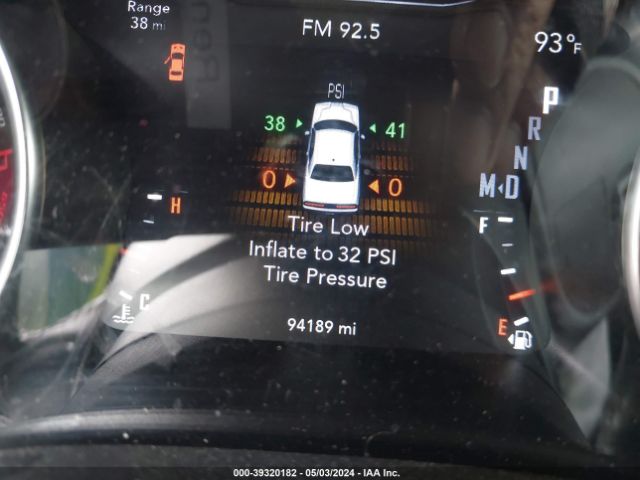 Range
38 mi
FM 92.5
93°F
PSI
38 41
0 0
P
R
N
M D
Tire Low
Inflate to 32 PSI
Tire Pressure
H
F
C
E
94189 mi
000-39320182 - 05/03/2024 - IAA Inc.